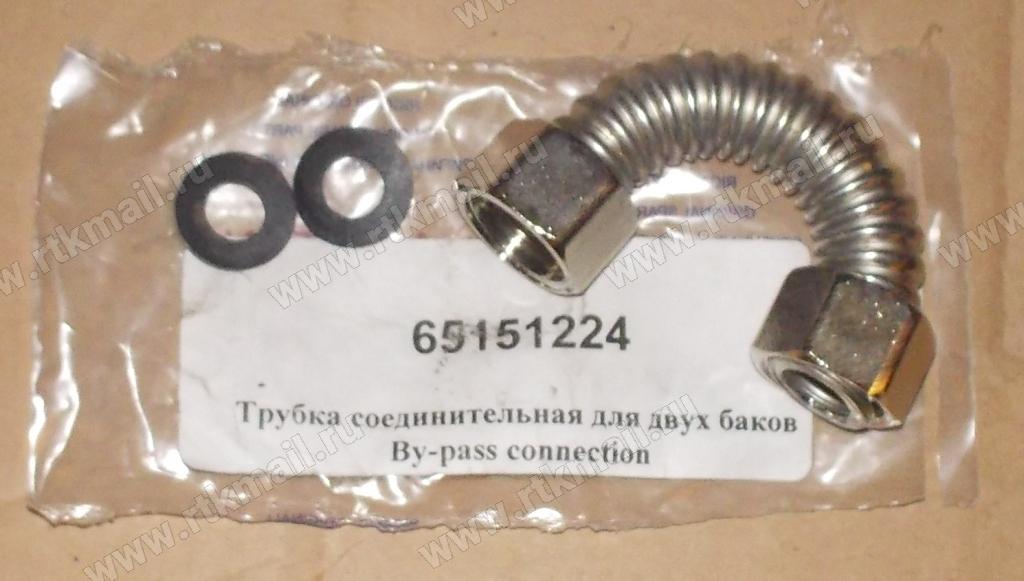 65151224
Трубка соединительная для двух баков
By-pass connection
www.rtkmail.ru